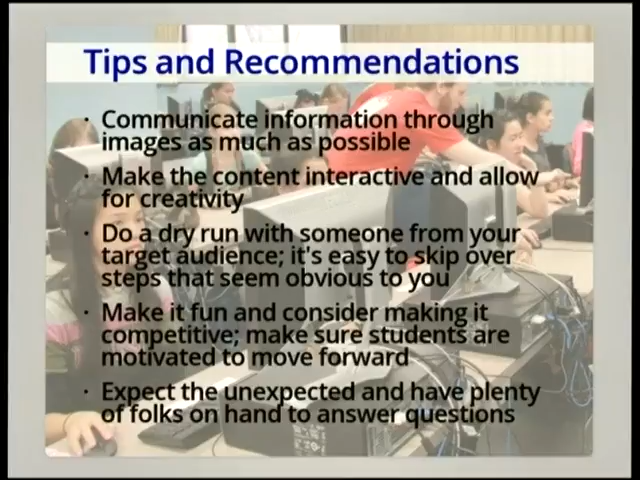 Tips and Recommendations
· Communicate information through
images as much as possible
· Make the content interactive and allow
for creativity
· Do a dry run with someone from your
target audience; it's easy to skip over
steps that seem obvious to you
· Make it fun and consider making it
competitive; make sure students are
motivated to move forward
· Expect the unexpected and have plenty
of folks on hand to answer questions